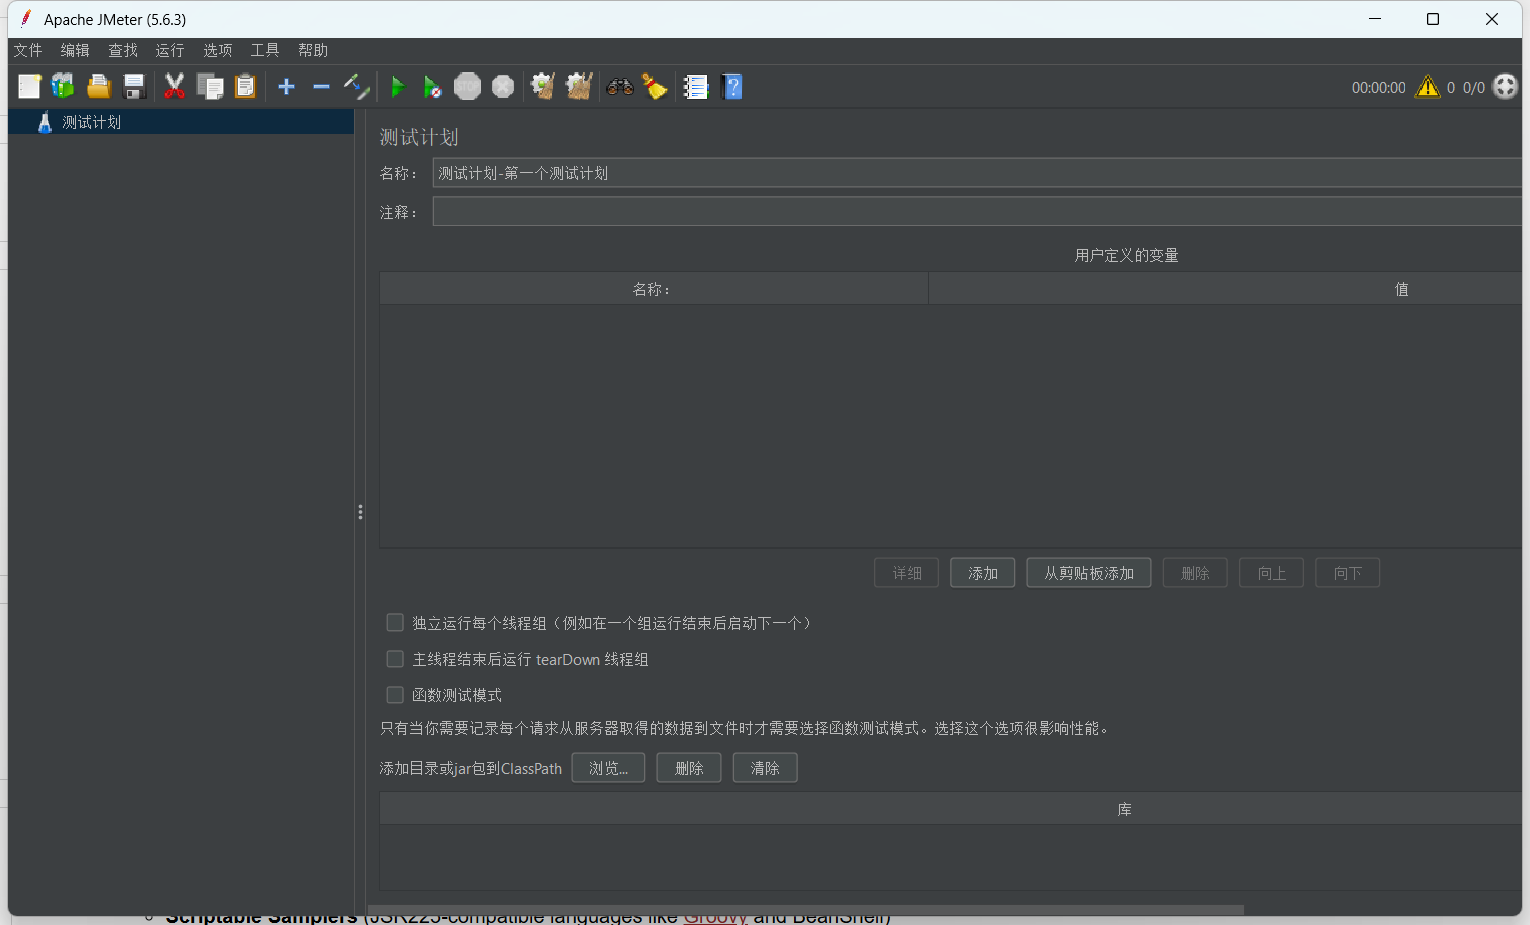 Apache JMeter (5.6.3)
文件 编辑 查找 运行 选项 工具 帮助
STOP
00:00:00 0 0/0
测试计划
测试计划
名称：
测试计划-第一个测试计划
注释：
用户定义的变量
名称： 值
详细 添加 从剪贴板添加 删除 向上 向下
独立运行每个线程组（例如在一个组运行结束后启动下一个）
主线程结束后运行 tearDown 线程组
函数测试模式
只有当你需要记录每个请求从服务器取得的数据到文件时才需要选择函数测试模式。选择这个选项很影响性能。
添加目录或jar包到ClassPath 浏览... 删除 清除
库
Scriptable Samplers (JSR223-compatible languages like Groovy and BeanShell)